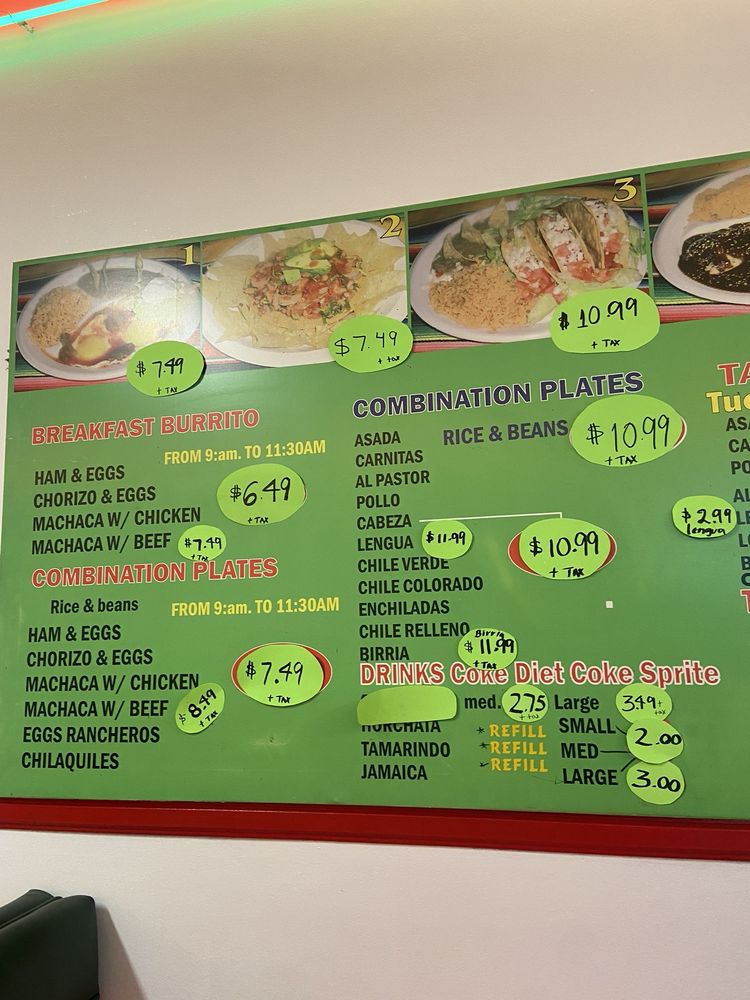 1
2
3
$7.49
+ TAX
$7.49
+ tax
$10.99
+ TAX
BREAKFAST BURRITO
FROM 9:am. TO 11:30AM
HAM & EGGS
CHORIZO & EGGS
$6.49
+ TAX
MACHACA W/ CHICKEN
MACHACA W/ BEEF $7.49
+ TAX
COMBINATION PLATES
Rice & beans FROM 9:am. TO 11:30AM
HAM & EGGS
CHORIZO & EGGS
MACHACA W/ CHICKEN
$7.49
+ TAX
MACHACA W/ BEEF $8.49
+ TAX
EGGS RANCHEROS
CHILAQUILES
COMBINATION PLATES
ASADA RICE & BEANS $10.99
+ TAX
CARNITAS
AL PASTOR
POLLO
CABEZA
LENGUA $11.99
$10.99
+ TAX
CHILE VERDE
CHILE COLORADO
ENCHILADAS
CHILE RELLENO
BIRRIA
Birria
$11.99
+ TAX
DRINKS Coke Diet Coke Sprite
med. 2.75 Large 3.49+
+ tax
HORCHATA *REFILL SMALL 2.00
TAMARINDO *REFILL MED
JAMAICA *REFILL LARGE 3.00
$2.99
lengua